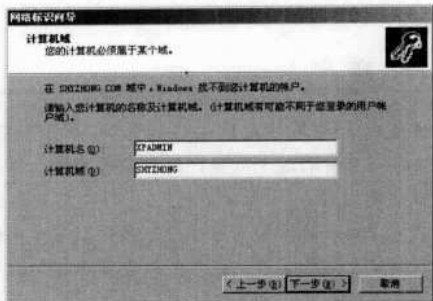 网络标识向导
计算机域
您的计算机必须属于某个域。
在 SHYZHONG.COM 域中，Windows 找不到您计算机的帐户。
请输入您计算机的名称及计算机域。(计算机域有可能不同于您登录的用户帐
户域)。
计算机名(C): XPADMIN
计算机域(D): SHYZHONG
< 上一步(B) 下一步(N) > 取消